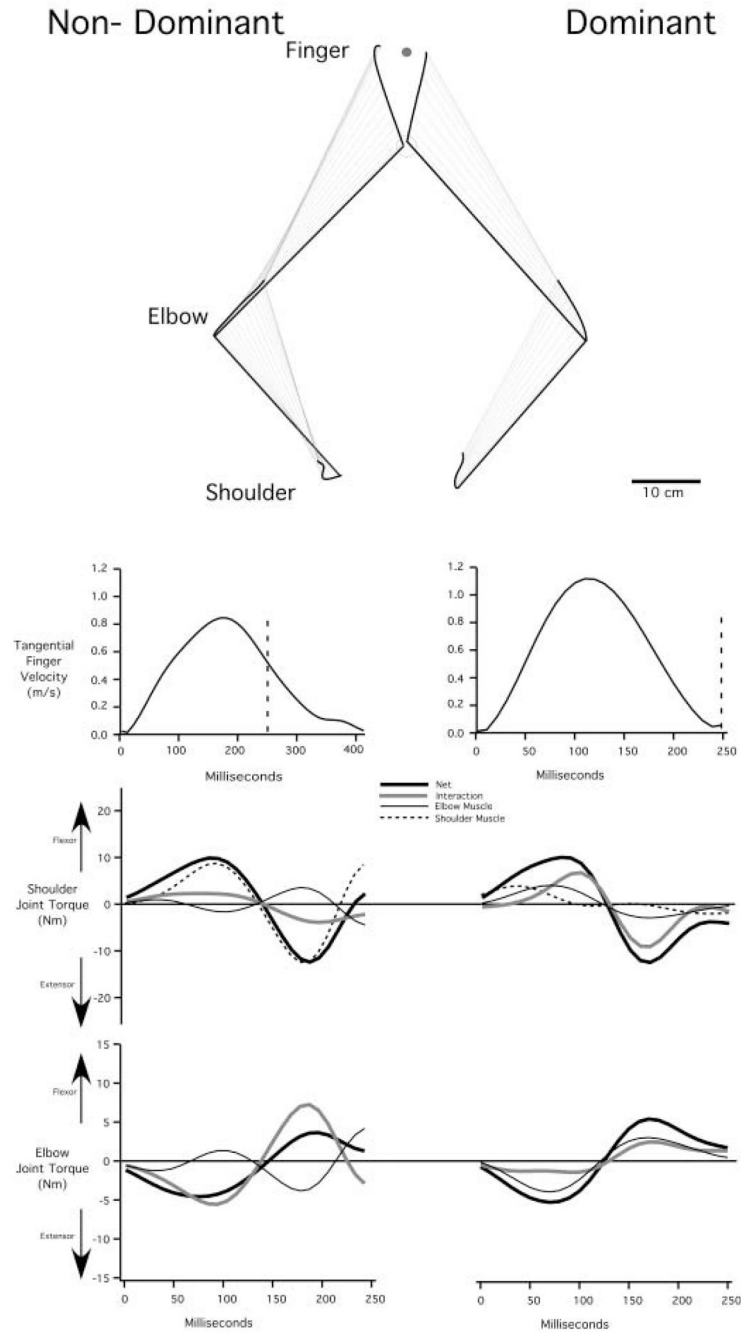 Non- Dominant
Dominant
Finger
Elbow
Shoulder
10 cm
1.2
1.0
0.8
0.6
0.4
0.2
0.0
Tangential
Finger
Velocity
(m/s)
0 100 200 300 400
Milliseconds
1.2
1.0
0.8
0.6
0.4
0.2
0.0
0 50 100 150 200 250
Milliseconds
Net
Interaction
Elbow Muscle
Shoulder Muscle
20
10
0
-10
-20
Flexor
Shoulder
Joint Torque
(Nm)
Extensor
15
10
5
0
-5
-10
-15
Flexor
Elbow
Joint Torque
(Nm)
Extensor
0 50 100 150 200 250
Milliseconds
0 50 100 150 200 250
Milliseconds